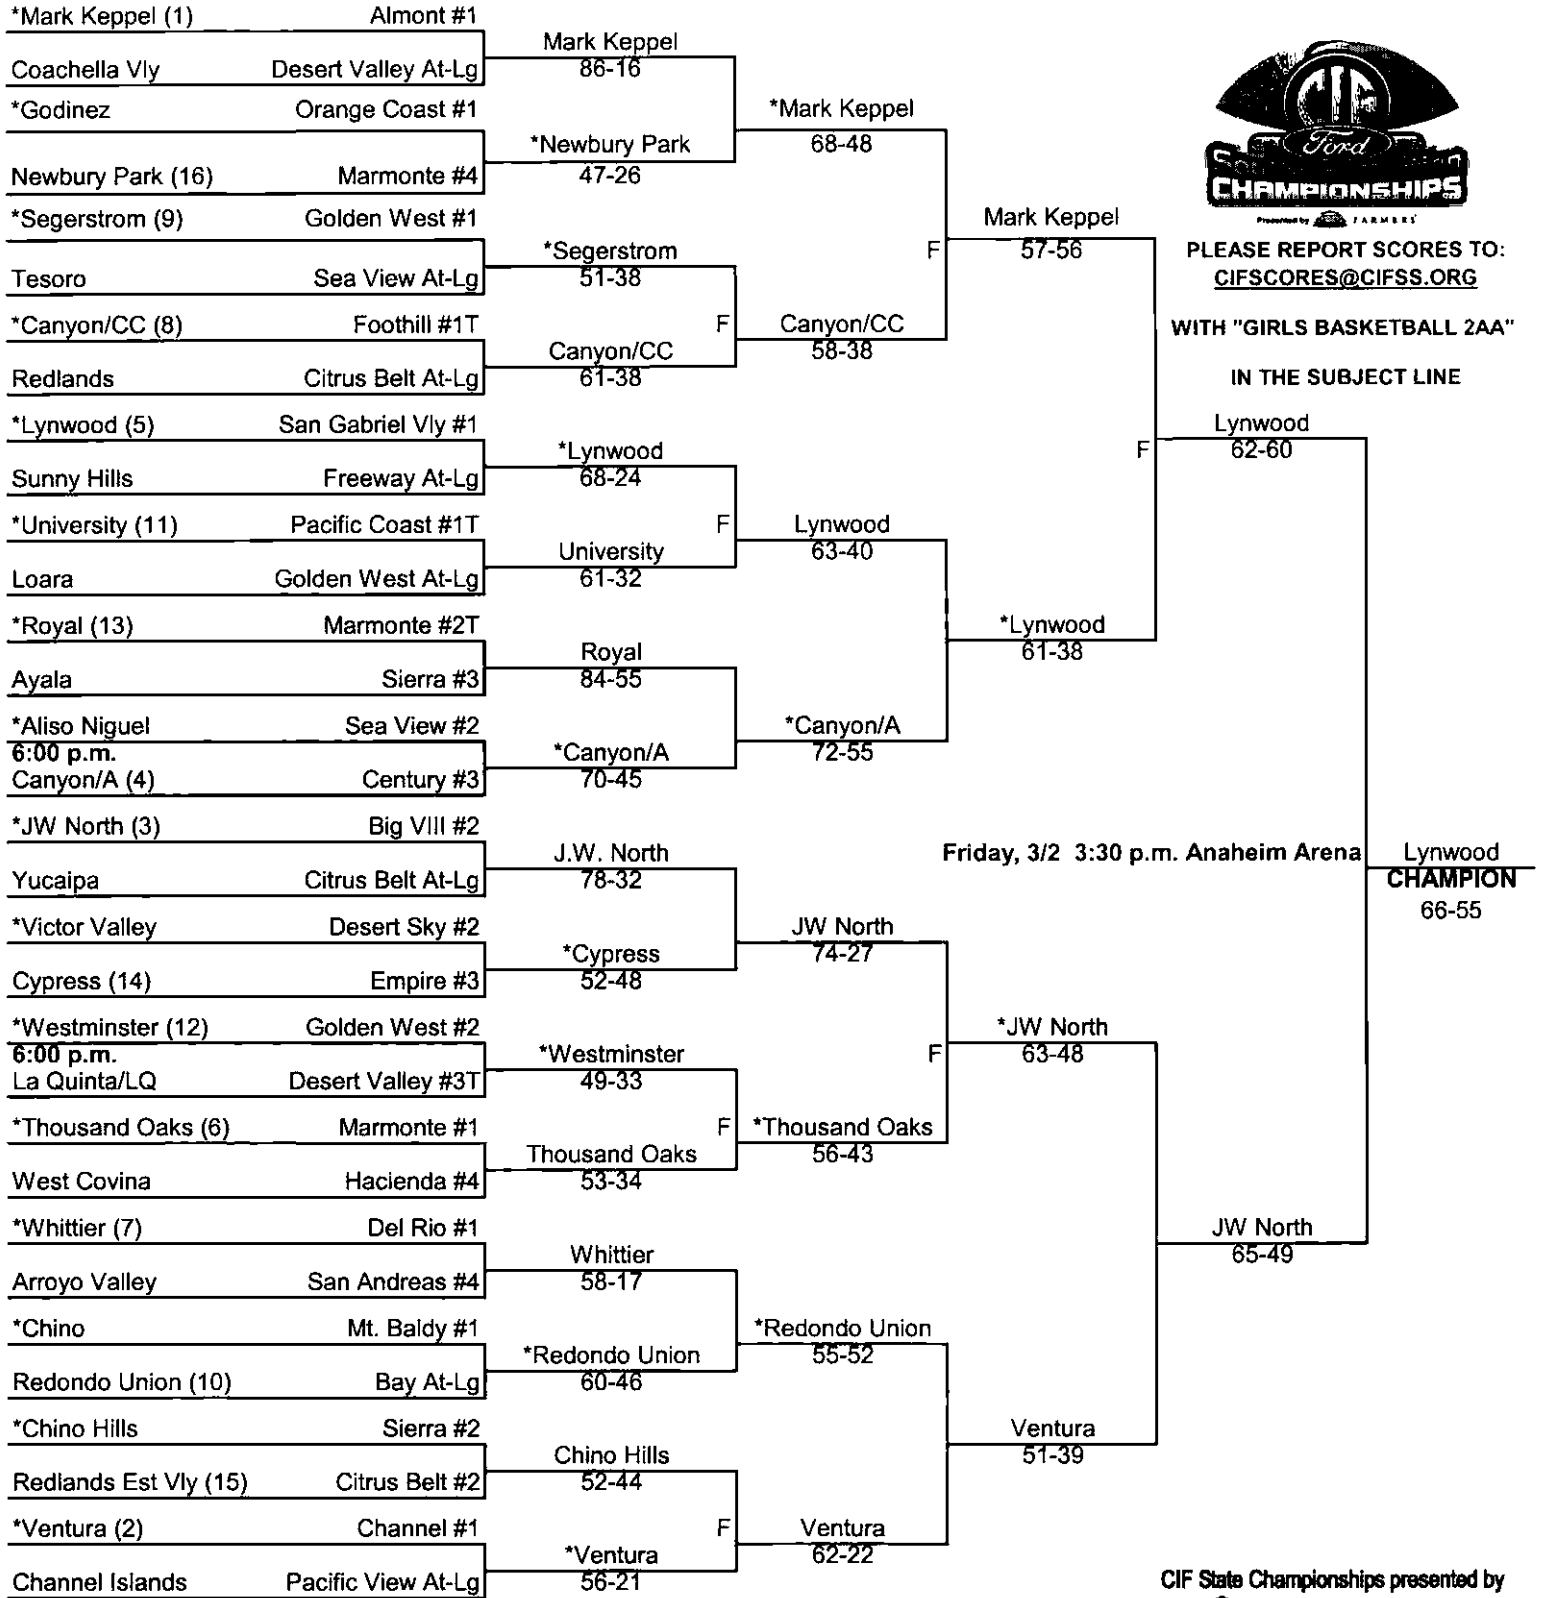 *Mark Keppel (1) Almont #1
Coachella Vly Desert Valley At-Lg
*Godinez Orange Coast #1
Newbury Park (16) Marmonte #4
*Segerstrom (9) Golden West #1
Tesoro Sea View At-Lg
*Canyon/CC (8) Foothill #1T
Redlands Citrus Belt At-Lg
*Lynwood (5) San Gabriel Vly #1
Sunny Hills Freeway At-Lg
*University (11) Pacific Coast #1T
Loara Golden West At-Lg
*Royal (13) Marmonte #2T
Ayala Sierra #3
*Aliso Niguel Sea View #2
6:00 p.m.
Canyon/A (4) Century #3
*JW North (3) Big VIII #2
Yucaipa Citrus Belt At-Lg
*Victor Valley Desert Sky #2
Cypress (14) Empire #3
*Westminster (12) Golden West #2
6:00 p.m.
La Quinta/LQ Desert Valley #3T
*Thousand Oaks (6) Marmonte #1
West Covina Hacienda #4
*Whittier (7) Del Rio #1
Arroyo Valley San Andreas #4
*Chino Mt. Baldy #1
Redondo Union (10) Bay At-Lg
*Chino Hills Sierra #2
Redlands Est Vly (15) Citrus Belt #2
*Ventura (2) Channel #1
Channel Islands Pacific View At-Lg
Mark Keppel
86-16
*Newbury Park
47-26
*Segerstrom
51-38
F
Canyon/CC
61-38
*Lynwood
68-24
F
University
61-32
Royal
84-55
*Canyon/A
70-45
J.W. North
78-32
*Cypress
52-48
*Westminster
49-33
F
Thousand Oaks
53-34
Whittier
58-17
*Redondo Union
60-46
Chino Hills
52-44
F
*Ventura
56-21
*Mark Keppel
68-48
F
Canyon/CC
58-38
Lynwood
63-40
*Canyon/A
72-55
JW North
74-27
F
*Thousand Oaks
56-43
*Redondo Union
55-52
Ventura
62-22
Mark Keppel
57-56
F
*Lynwood
61-38
*JW North
63-48
Ventura
51-39
Lynwood
62-60
JW North
65-49
Friday, 3/2 3:30 p.m. Anaheim Arena
Lynwood
CHAMPION
66-55
CIF
Ford
CHAMPIONSHIPS
Presented by FARMERS
PLEASE REPORT SCORES TO:
CIFSCORES@CIFSS.ORG
WITH "GIRLS BASKETBALL 2AA"
IN THE SUBJECT LINE
CIF State Championships presented by